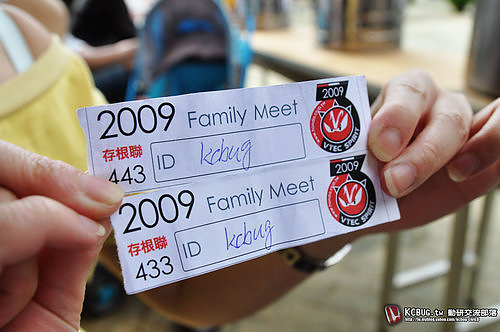 2009 Family Meet
存根聯 ID kcbug
443
2009
VTEC SPIRIT
2009 Family Meet
存根聯 ID kcbug
433
2009
VTEC SPIRIT
KCBUG.tw 動研交流部落